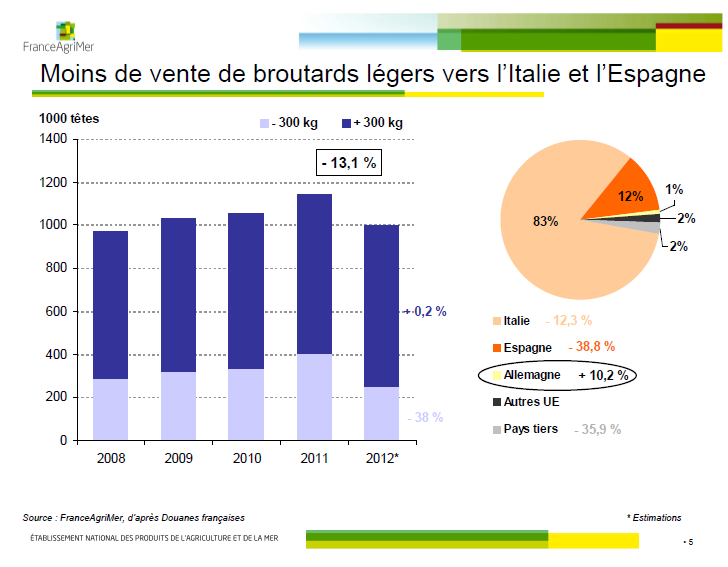 FranceAgriMer
Moins de vente de broutards légers vers l'Italie et l'Espagne
1000 têtes
- 300 kg
+ 300 kg
- 13,1 %
1400
1200
1000
800
600
400
200
0
+ 0,2 %
- 38 %
2008
2009
2010
2011
2012*
83%
12%
1%
2%
2%
Italie - 12,3 %
Espagne - 38,8 %
Allemagne + 10,2 %
Autres UE
Pays tiers - 35,9 %
Source : FranceAgriMer, d'après Douanes françaises
* Estimations
ÉTABLISSEMENT NATIONAL DES PRODUITS DE L'AGRICULTURE ET DE LA MER
• 5